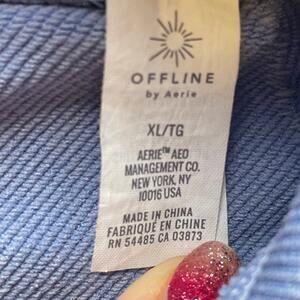 OFFLINE
by Aerie
XL/TG
AERIE™ AEO
MANAGEMENT CO.
NEW YORK, NY
10016 USA
MADE IN CHINA
FABRIQUE EN CHINE
RN 54485 CA 03873